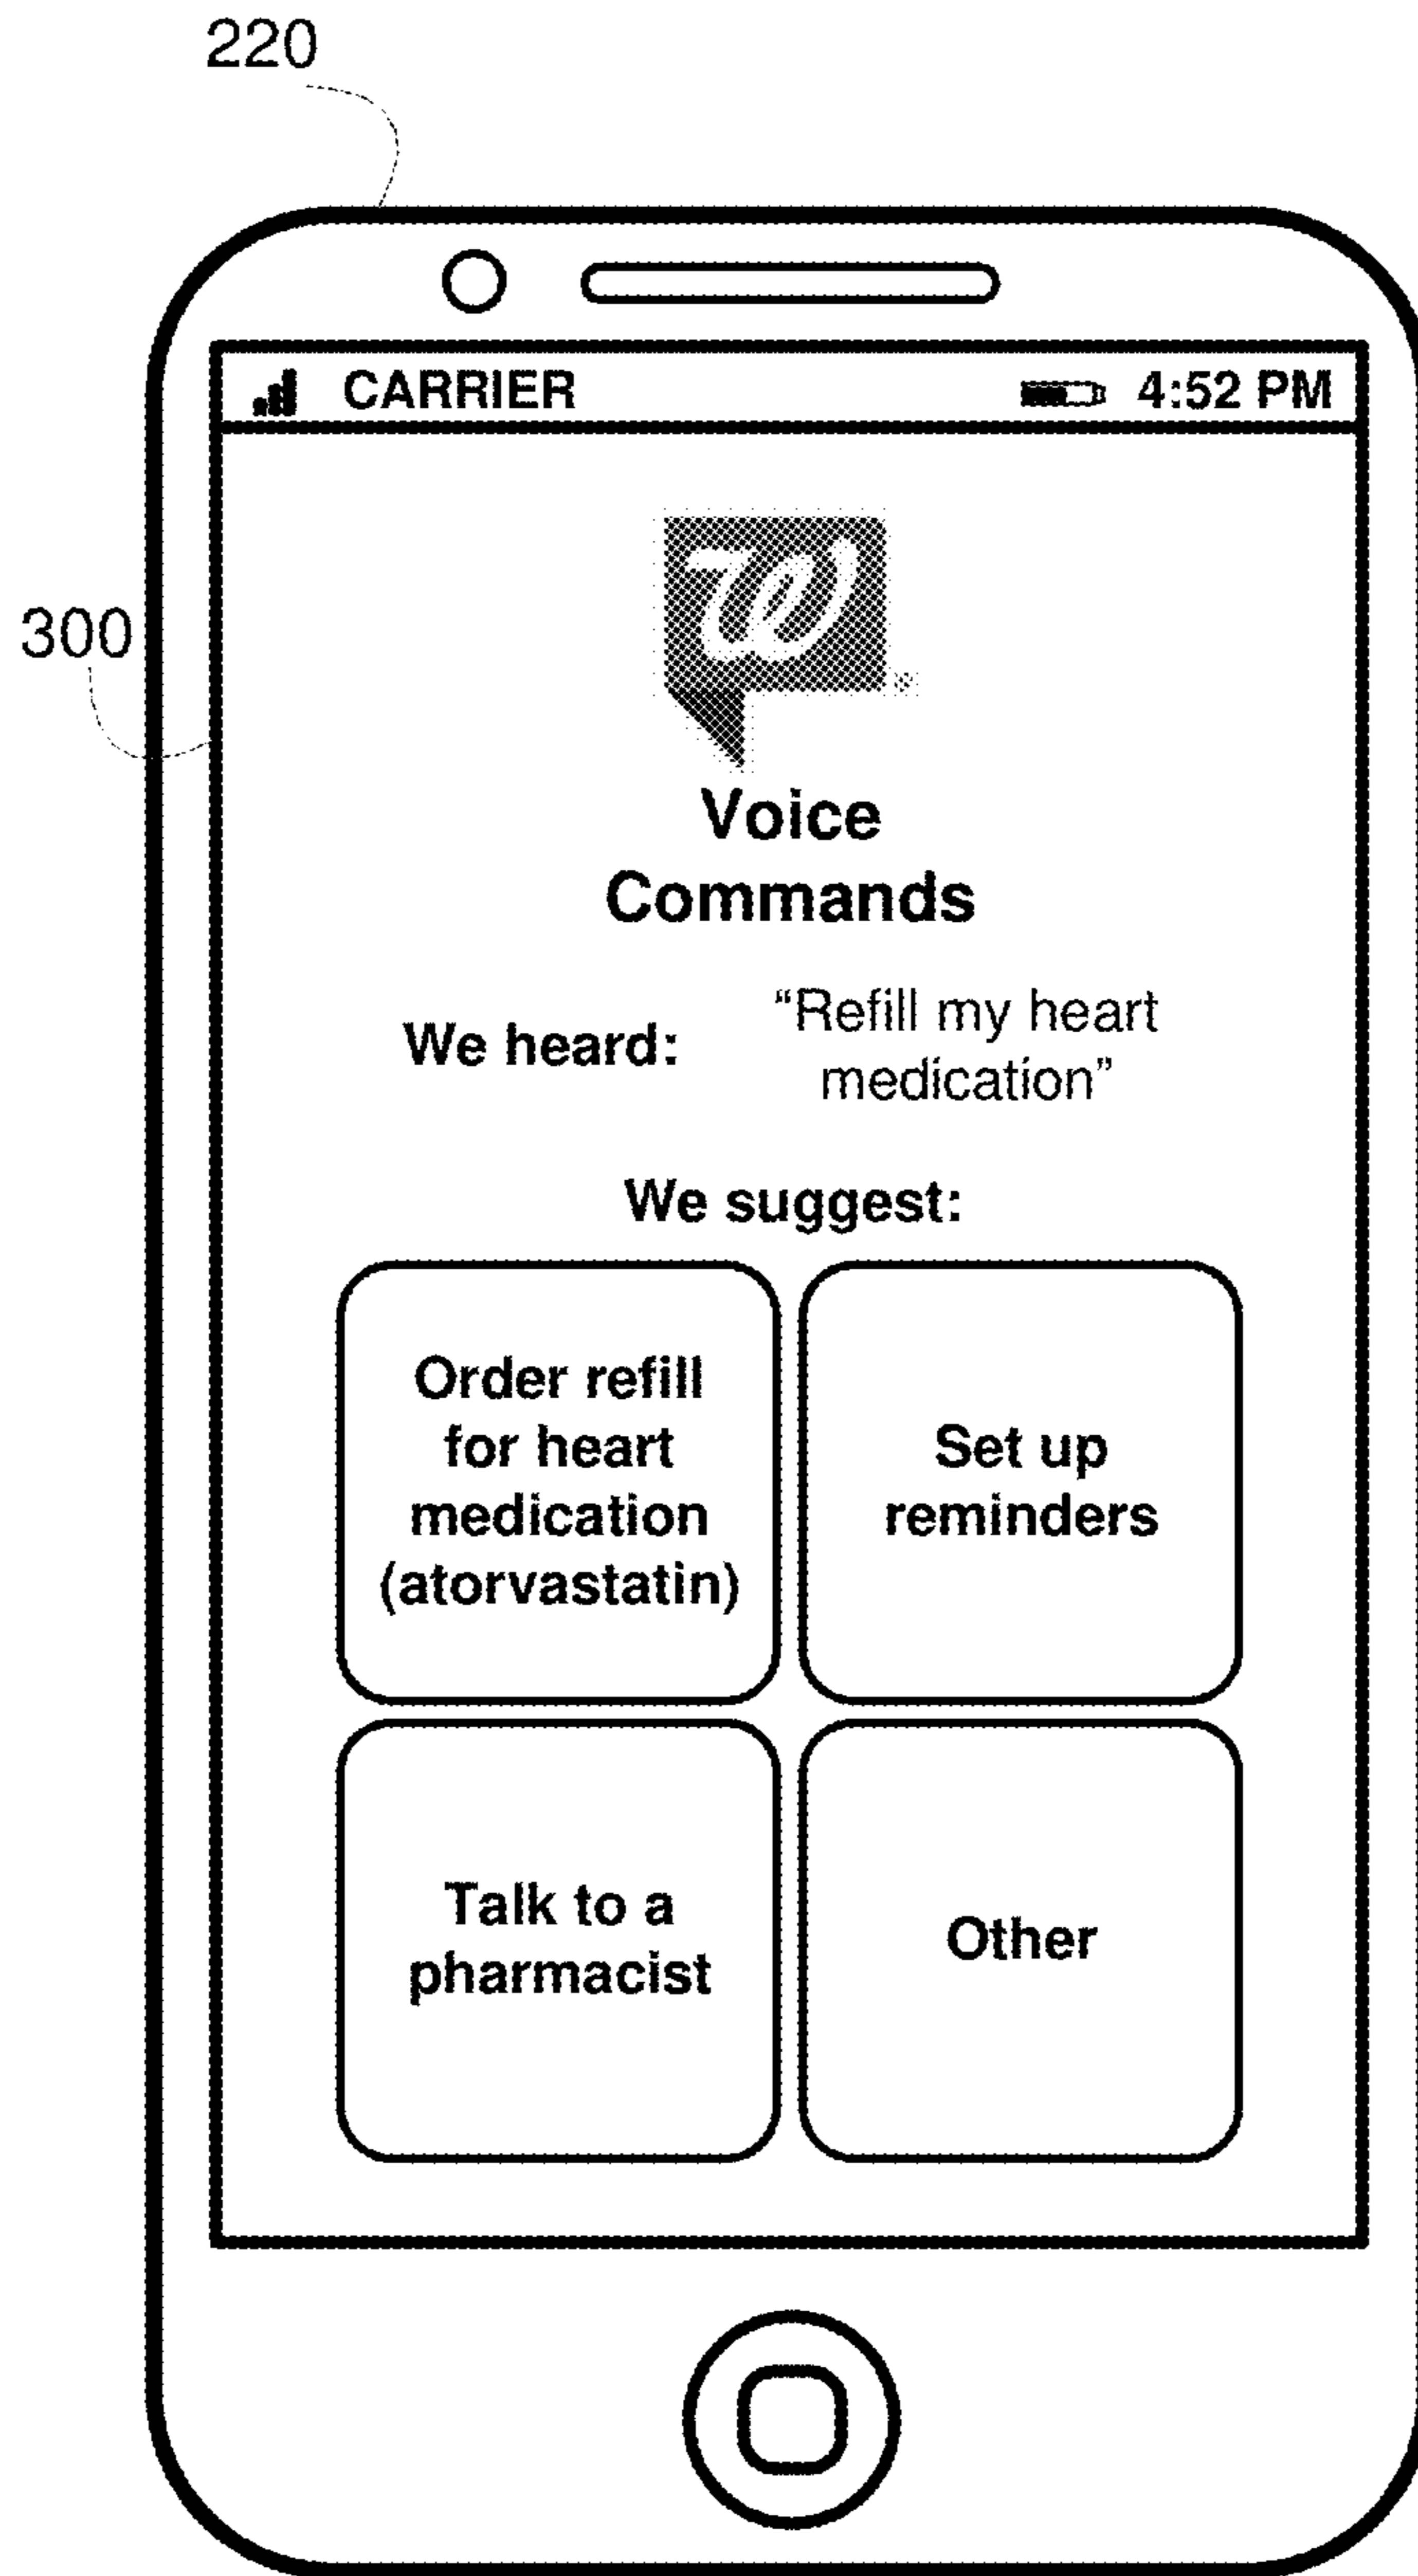 220
CARRIER 4:52 PM
W
300
Voice
Commands
We heard: “Refill my heart
medication”
We suggest:
Order refill
for heart
medication
(atorvastatin)
Set up
reminders
Talk to a
pharmacist
Other